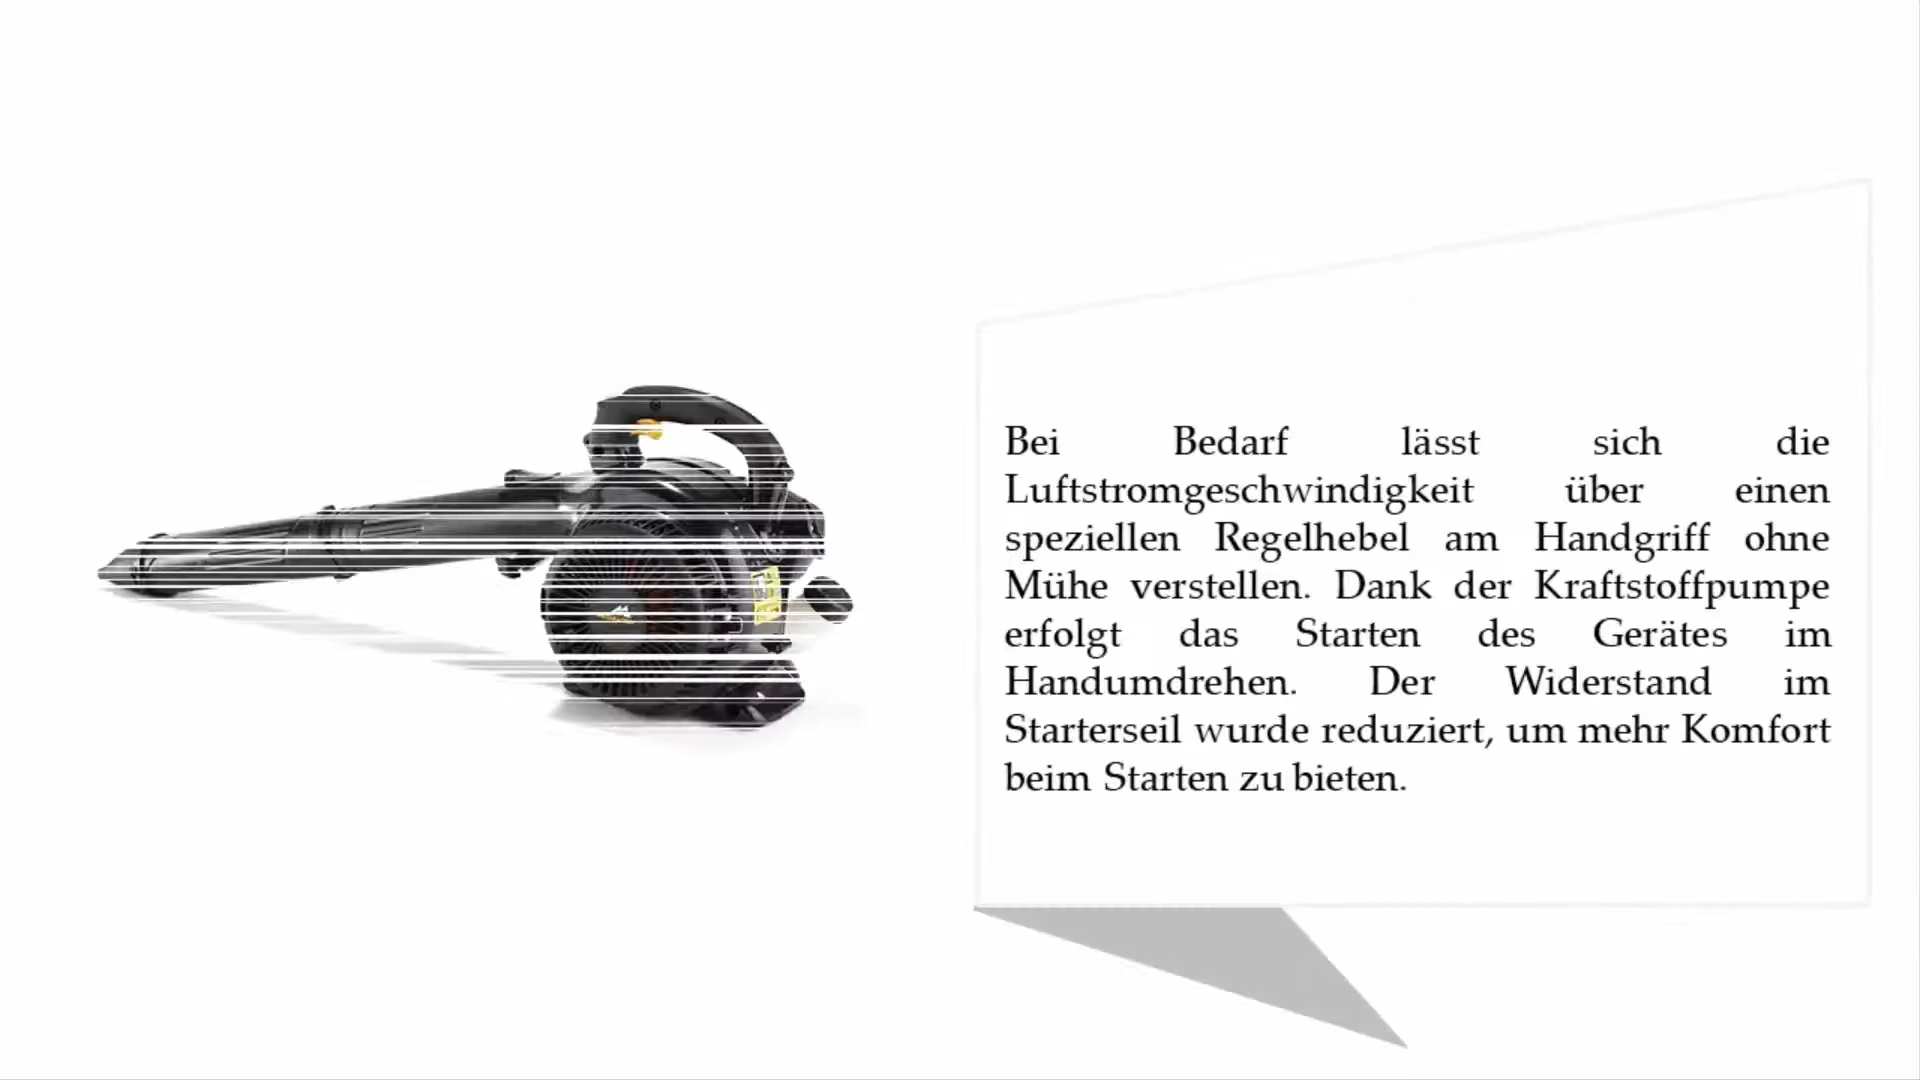 Bei Bedarf lässt sich die
Luftstromgeschwindigkeit über einen
speziellen Regelhebel am Handgriff ohne
Mühe verstellen. Dank der Kraftstoffpumpe
erfolgt das Starten des Gerätes im
Handumdrehen. Der Widerstand im
Starterseil wurde reduziert, um mehr Komfort
beim Starten zu bieten.